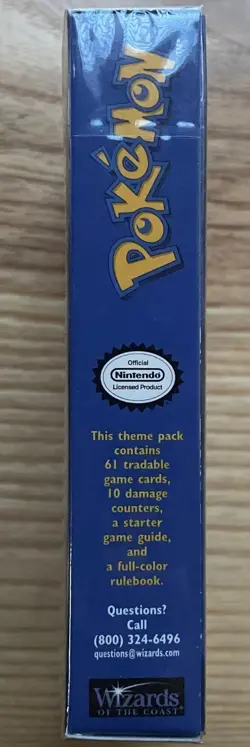 POKéMON
Official
Nintendo
Licensed Product
This theme pack
contains
61 tradable
game cards,
10 damage
counters,
a starter
game guide,
and
a full-color
rulebook.
Questions?
Call
(800) 324-6496
questions@wizards.com
Wizards
OF THE COAST®